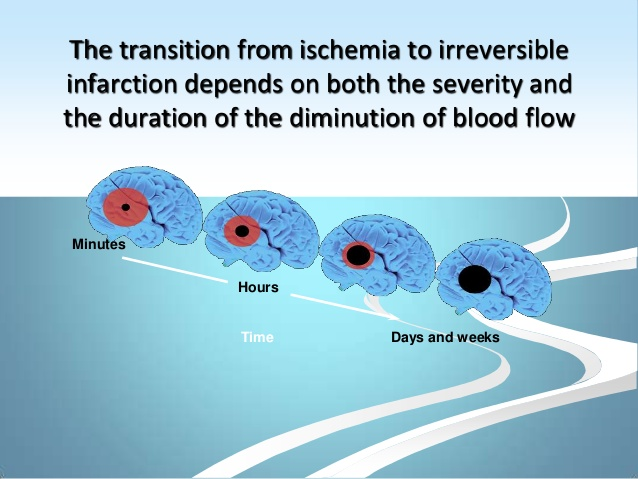 The transition from ischemia to irreversible
infarction depends on both the severity and
the duration of the diminution of blood flow
Minutes
Hours
Time
Days and weeks